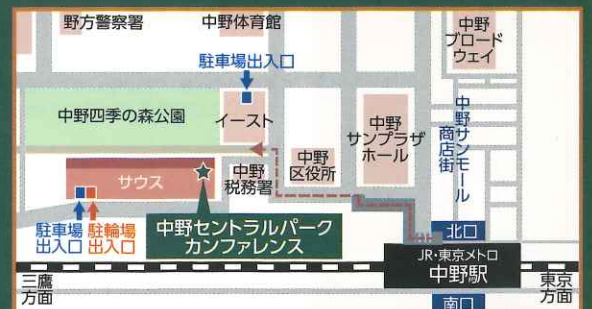 野方警察署
中野体育館
中野
ブロード
ウェイ
駐車場出入口
中野四季の森公園
イースト
中野
サンプラザ
ホール
中野サンモール
商店街
サウス
中野
税務署
中野
区役所
駐車場
出入口
駐輪場
出入口
中野セントラルパーク
カンファレンス
北口
JR・東京メトロ
中野駅
三鷹
方面
東京
方面
南口